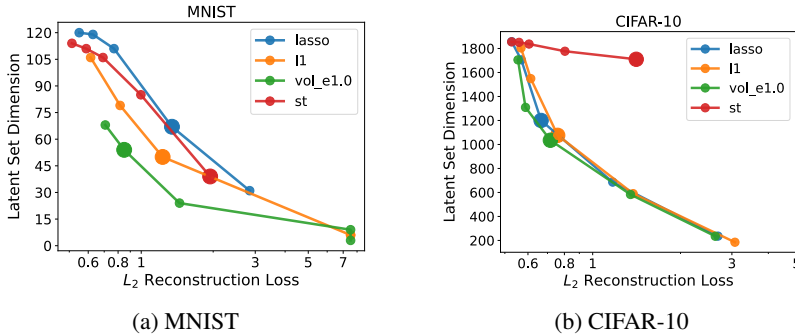 MNIST
Latent Set Dimension
120
105
90
75
60
45
30
15
0
lasso
l1
vol_e1.0
st
0.6 0.8 1 3 5 7
L2 Reconstruction Loss
(a) MNIST
CIFAR-10
Latent Set Dimension
1800
1600
1400
1200
1000
800
600
400
200
lasso
l1
vol_e1.0
st
0.6 0.8 1 3 5
L2 Reconstruction Loss
(b) CIFAR-10